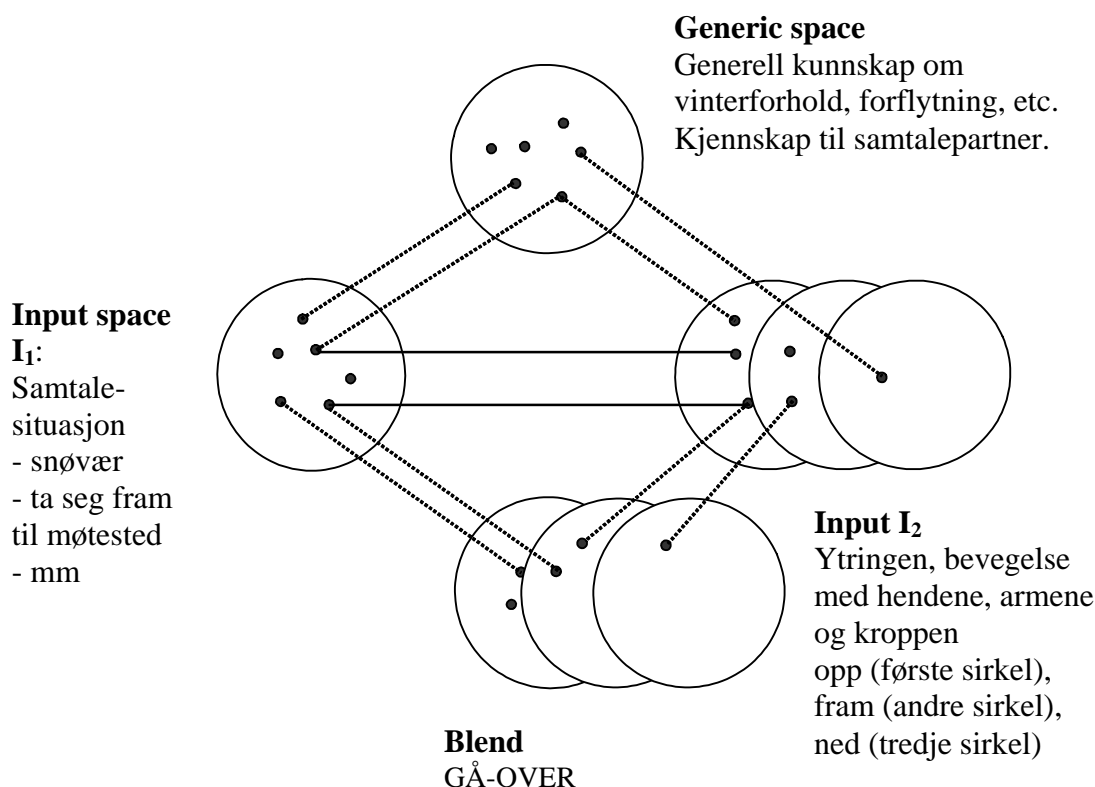 Generic space
Generell kunnskap om
vinterforhold, forflytning, etc.
Kjennskap til samtalepartner.
Input space
I₁:
Samtale-
situasjon
- snøvær
- ta seg fram
til møtested
- mm
Input I₂
Ytringen, bevegelse
med hendene, armene
og kroppen
opp (første sirkel),
fram (andre sirkel),
ned (tredje sirkel)
Blend
GÅ-OVER